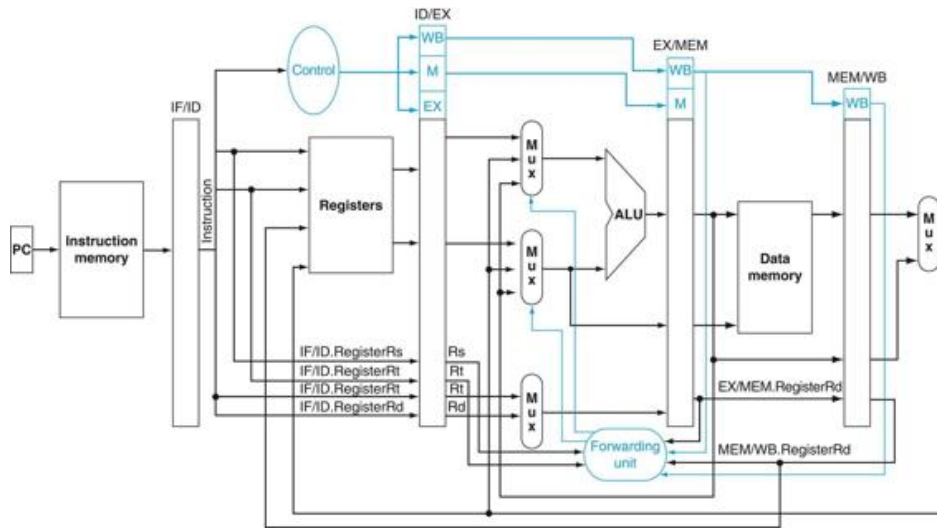 ID/EX
WB
EX/MEM
Control
M
WB
MEM/WB
IF/ID
EX
M
WB
Mux
Instruction
Registers
ALU
Mux
PC
Instruction
memory
Mux
Data
memory
IF/ID.RegisterRs
Rs
IF/ID.RegisterRt
Rt
IF/ID.RegisterRt
Rt
IF/ID.RegisterRd
Rd
Mux
EX/MEM.RegisterRd
Forwarding
unit
MEM/WB.RegisterRd